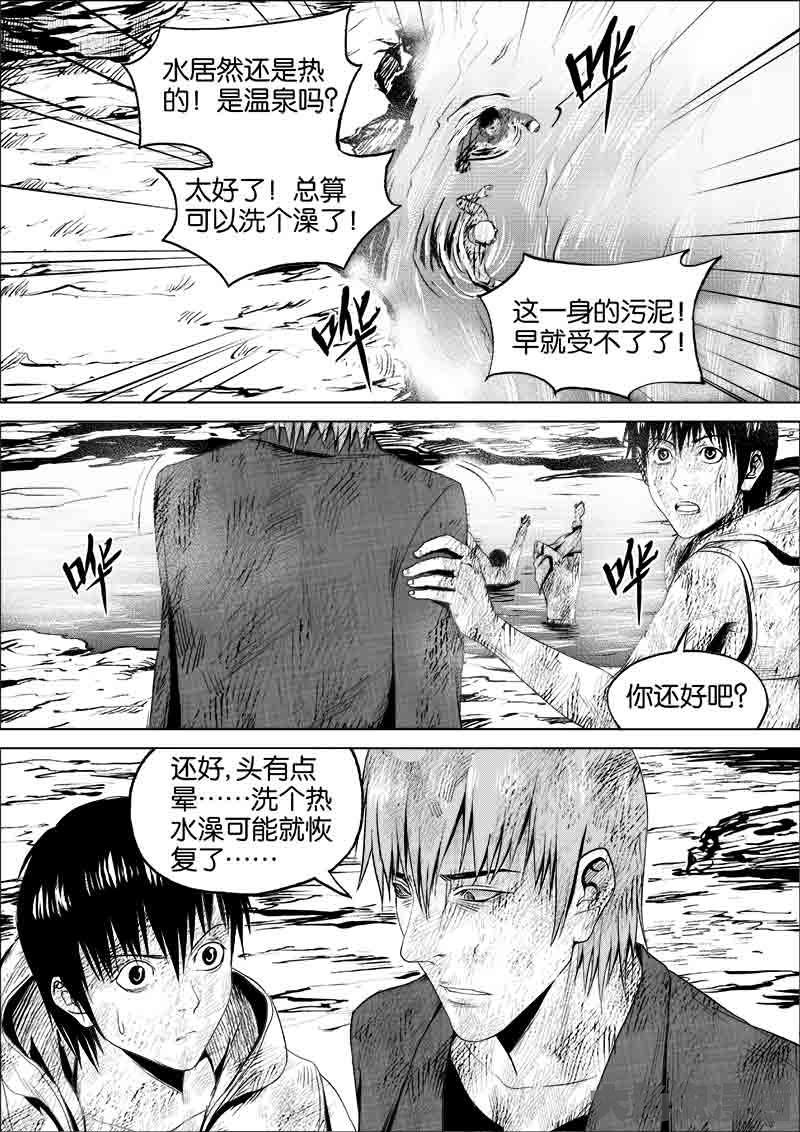 水居然还是热
的！是温泉吗？
太好了！总算
可以洗个澡了！
哗
哗
这一身的污泥！
早就受不了了！
哗
哗
你还好吧？
还好,头有点
晕……洗个热
水澡可能就恢
复了……